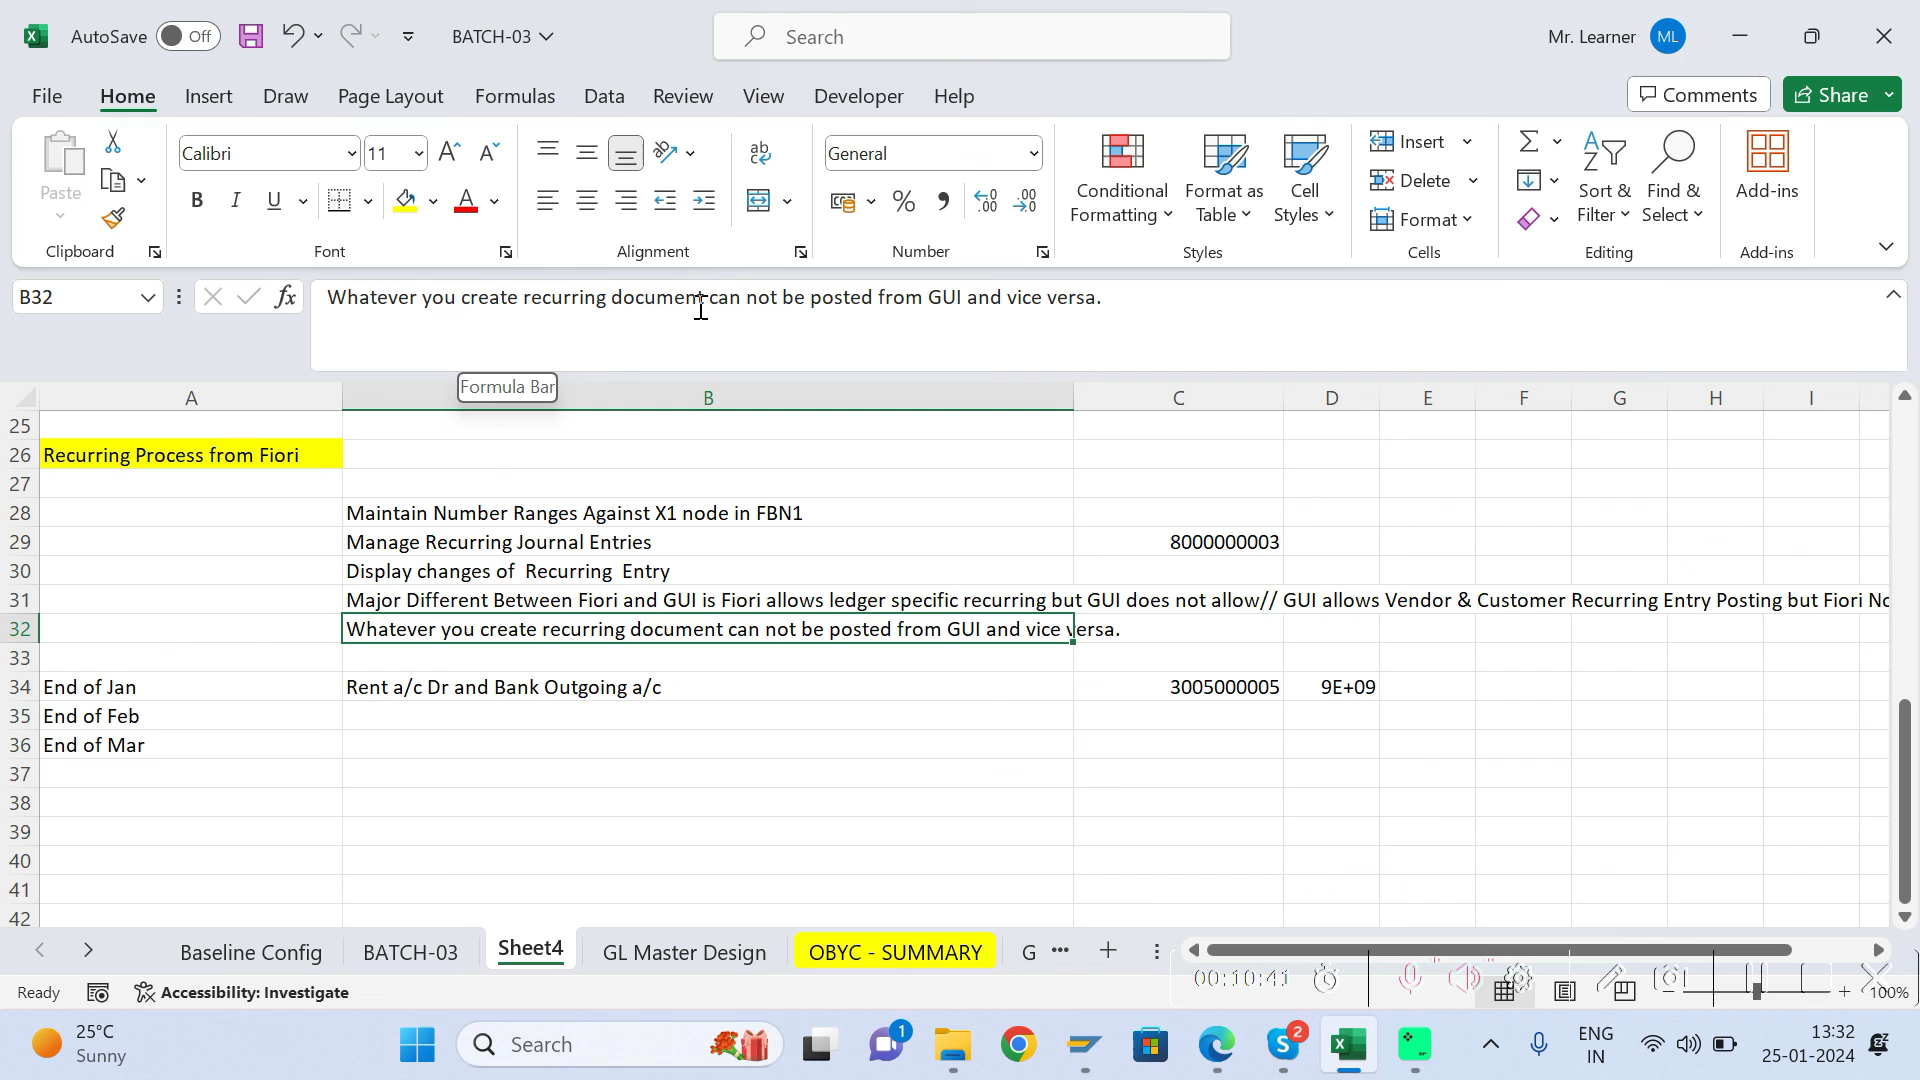 AutoSave Off BATCH-03 Search Mr. Learner ML
File Home Insert Draw Page Layout Formulas Data Review View Developer Help Comments Share
Paste Calibri 11 General Conditional Formatting Format as Table Cell Styles Insert Delete Format Sort & Filter Find & Select Add-ins
Clipboard Font Alignment Number Styles Cells Editing Add-ins
B32 fx Whatever you create recurring document can not be posted from GUI and vice versa.
Formula Bar
A B C D E F G H I
25
26 Recurring Process from Fiori
27
28 Maintain Number Ranges Against X1 node in FBN1
29 Manage Recurring Journal Entries 8000000003
30 Display changes of  Recurring  Entry
31 Major Different Between Fiori and GUI is Fiori allows ledger specific recurring but GUI does not allow// GUI allows Vendor & Customer Recurring Entry Posting but Fiori No
32 Whatever you create recurring document can not be posted from GUI and vice versa.
33
34 End of Jan Rent a/c Dr and Bank Outgoing a/c 3005000005 9E+09
35 End of Feb
36 End of Mar
37
38
39
40
41
42
Baseline Config BATCH-03 Sheet4 GL Master Design OBYC - SUMMARY G
00:10:41
Ready Accessibility: Investigate 100%
25°C Sunny Search 1 2 ENG IN 13:32 25-01-2024